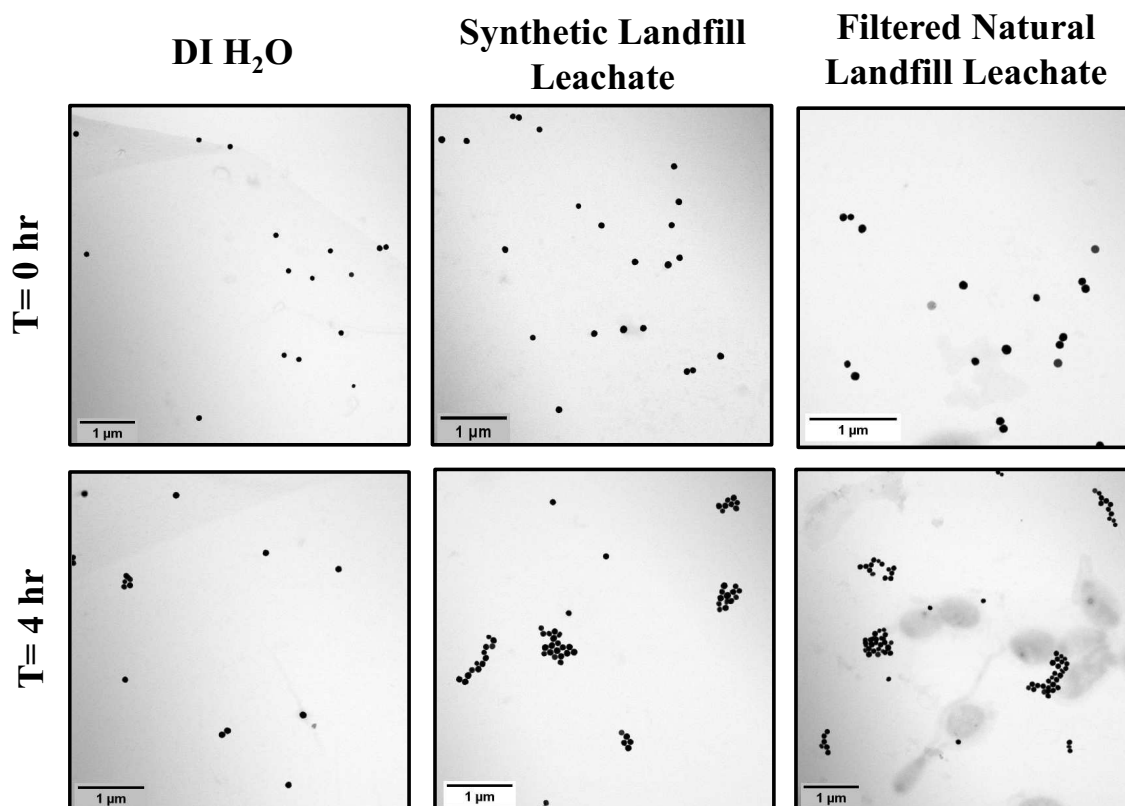 DI H₂O
Synthetic Landfill
Leachate
Filtered Natural
Landfill Leachate
T= 0 hr
1 µm
1 µm
1 µm
T= 4 hr
1 µm
1 µm
1 µm